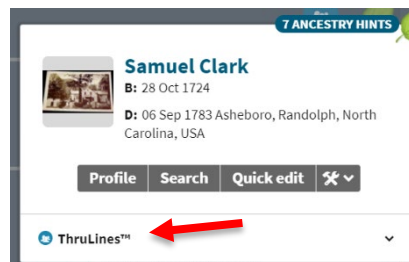 7 ANCESTRY HINTS
Samuel Clark
B: 28 Oct 1724
D: 06 Sep 1783 Asheboro, Randolph, North
Carolina, USA
Profile Search Quick edit
ThruLines™